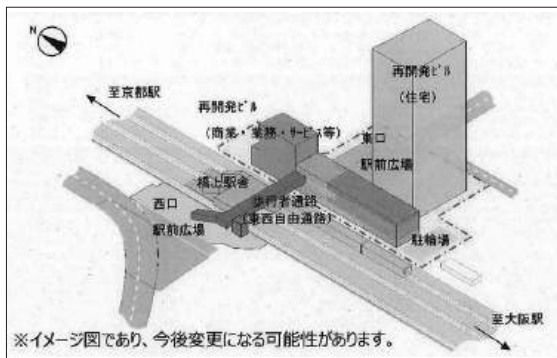 N
至京都駅
再開発ビル
(住宅)
再開発ビル
(商業・業務・サービス等)
東口
駅前広場
橋上駅舎
歩行者通路
(東西自由通路)
西口
駅前広場
駐輪場
至大阪駅
※イメージ図であり、今後変更になる可能性があります。